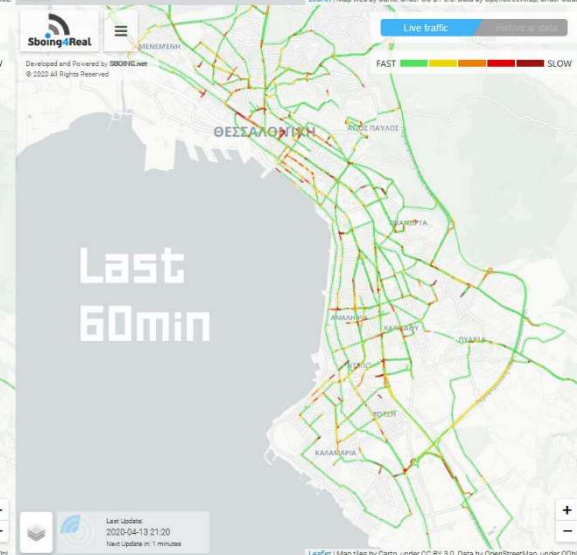 Sboing4Real
Developed and Powered by SBOING.net
© 2020 All Rights Reserved
Live traffic
Historical data
FAST
SLOW
ΜΕΝΕΜΕΝΗ
ΘΕΣΣΑΛΟΝΙΚΗ
ΑΓΙΟΣ ΠΑΥΛΟΣ
Last
60min
ΠΥΛΑΙΑ
ΒΟΤΣΗ
ΚΑΛΑΜΑΡΙΑ
Last Update:
2020-04-13 21:20
Next Update in: 1 minutes
+
−
Leaflet | Map tiles by Carto, under CC BY 3.0. Data by OpenStreetMap, under ODbL